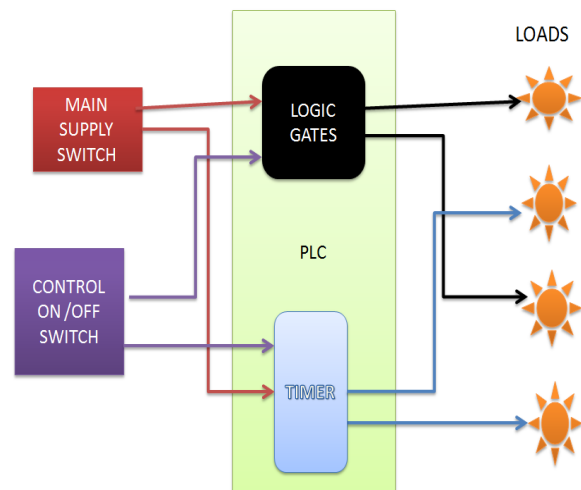 LOADS
MAIN
SUPPLY
SWITCH
LOGIC
GATES
PLC
CONTROL
ON /OFF
SWITCH
TIMER